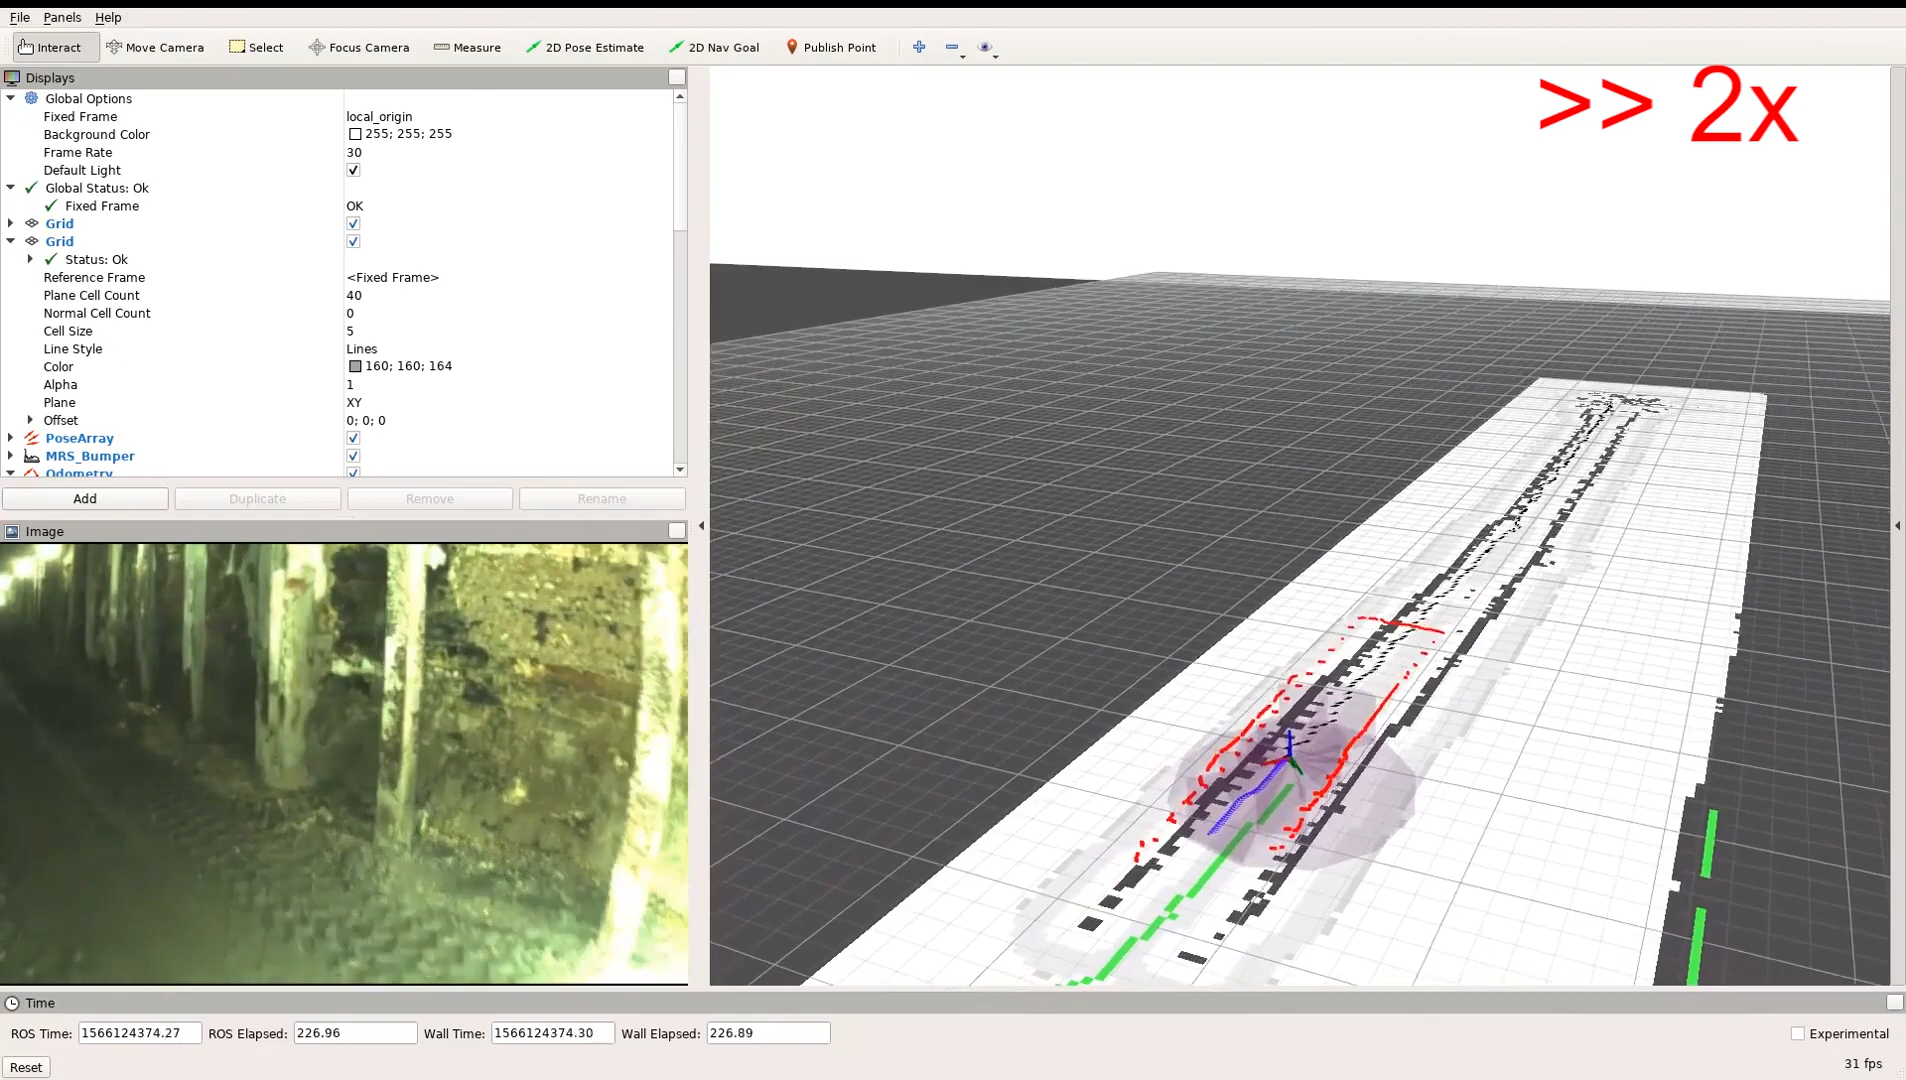 File Panels Help
Interact Move Camera Select Focus Camera Measure 2D Pose Estimate 2D Nav Goal Publish Point
>> 2x
Displays
Global Options
Fixed Frame local_origin
Background Color 255; 255; 255
Frame Rate 30
Default Light
Global Status: Ok
Fixed Frame OK
Grid
Grid
Status: Ok
Reference Frame <Fixed Frame>
Plane Cell Count 40
Normal Cell Count 0
Cell Size 5
Line Style Lines
Color 160; 160; 164
Alpha 1
Plane XY
Offset 0; 0; 0
PoseArray
MRS_Bumper
Odometry
Add Duplicate Remove Rename
Image
Time
ROS Time: 1566124374.27 ROS Elapsed: 226.96 Wall Time: 1566124374.30 Wall Elapsed: 226.89 Experimental
Reset 31 fps